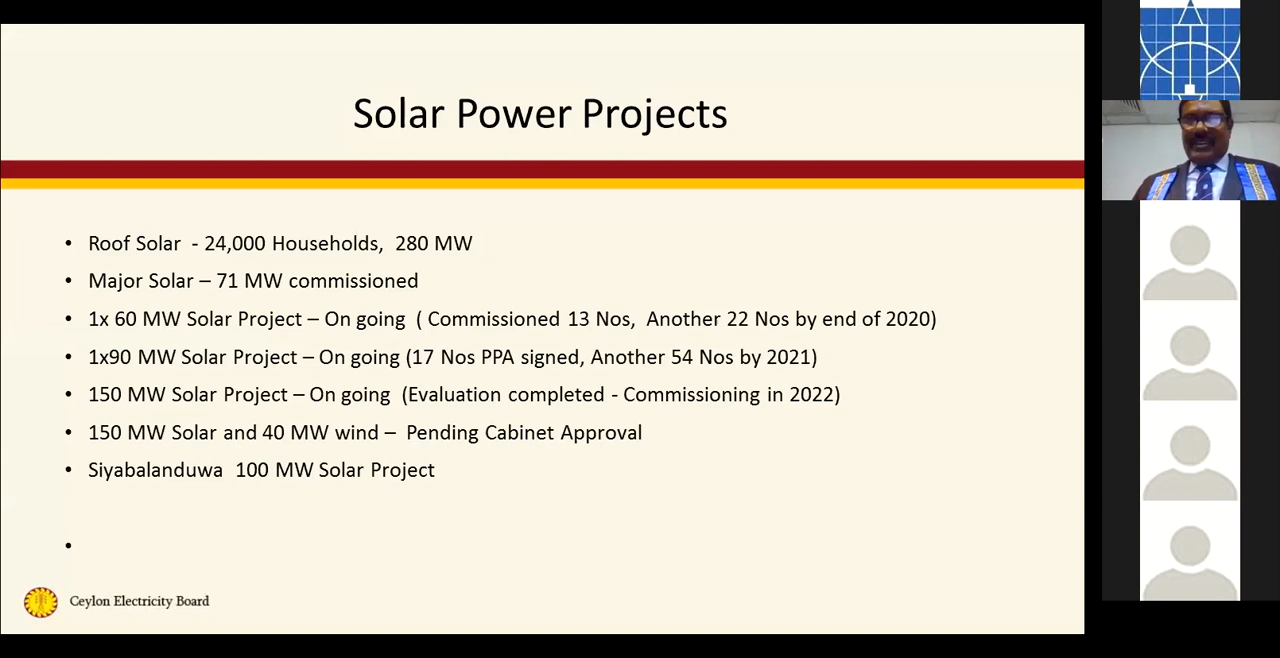 Solar Power Projects
• Roof Solar - 24,000 Households, 280 MW
• Major Solar – 71 MW commissioned
• 1x 60 MW Solar Project – On going ( Commissioned 13 Nos, Another 22 Nos by end of 2020)
• 1x90 MW Solar Project – On going (17 Nos PPA signed, Another 54 Nos by 2021)
• 150 MW Solar Project – On going (Evaluation completed - Commissioning in 2022)
• 150 MW Solar and 40 MW wind – Pending Cabinet Approval
• Siyabalanduwa 100 MW Solar Project
•
Ceylon Electricity Board